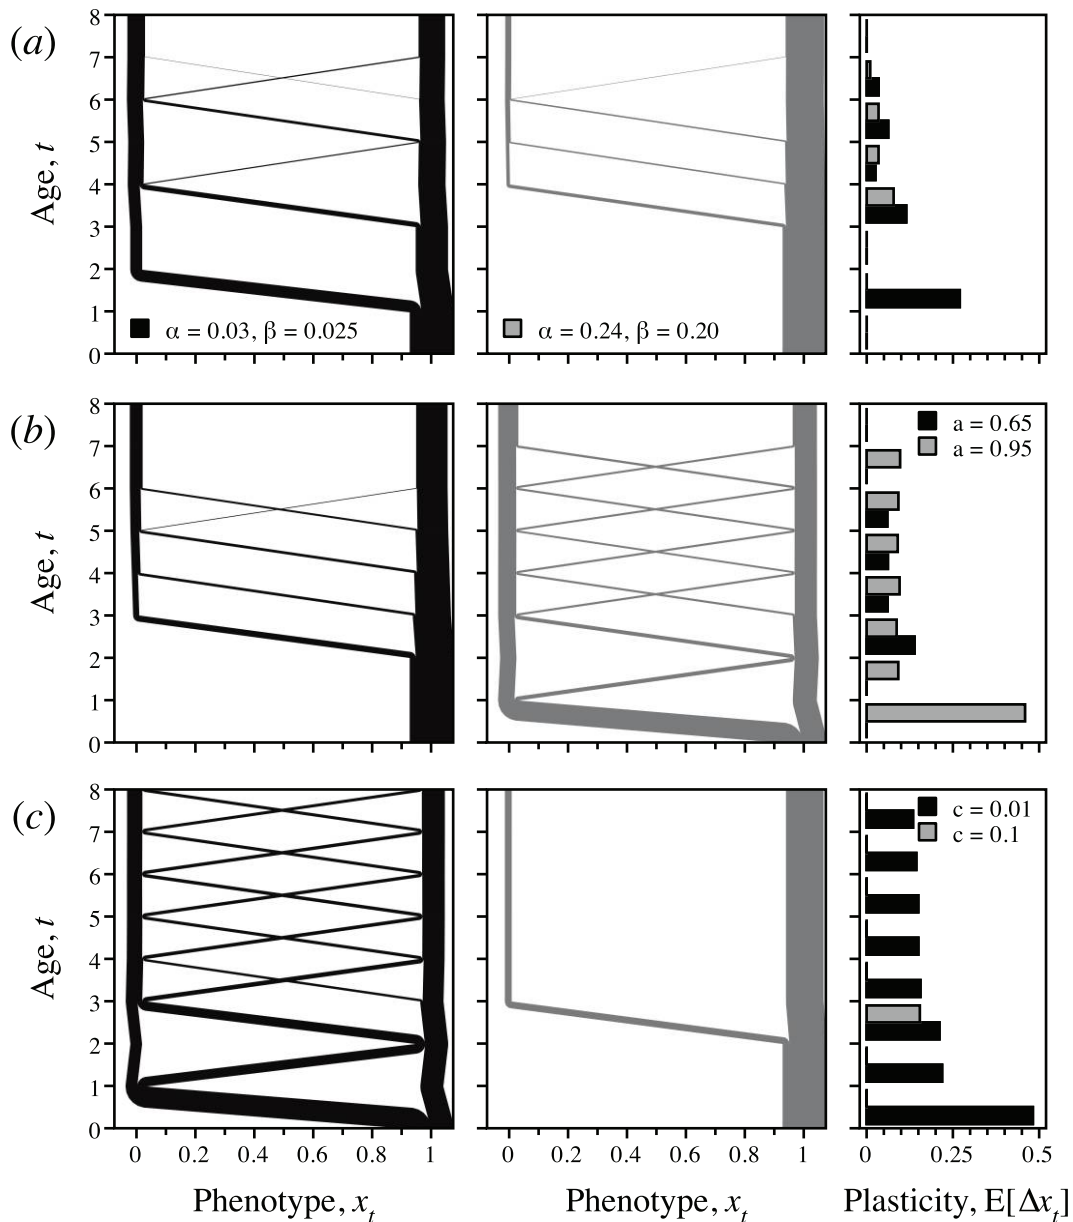 (a)
Age, t
8
7
6
5
4
3
2
1
0
α = 0.03, β = 0.025
α = 0.24, β = 0.20
(b)
Age, t
8
7
6
5
4
3
2
1
0
a = 0.65
a = 0.95
(c)
Age, t
8
7
6
5
4
3
2
1
0
c = 0.01
c = 0.1
0 0.2 0.4 0.6 0.8 1
0 0.2 0.4 0.6 0.8 1
0 0.25 0.5
Phenotype, xt
Phenotype, xt
Plasticity, E[Δxt]